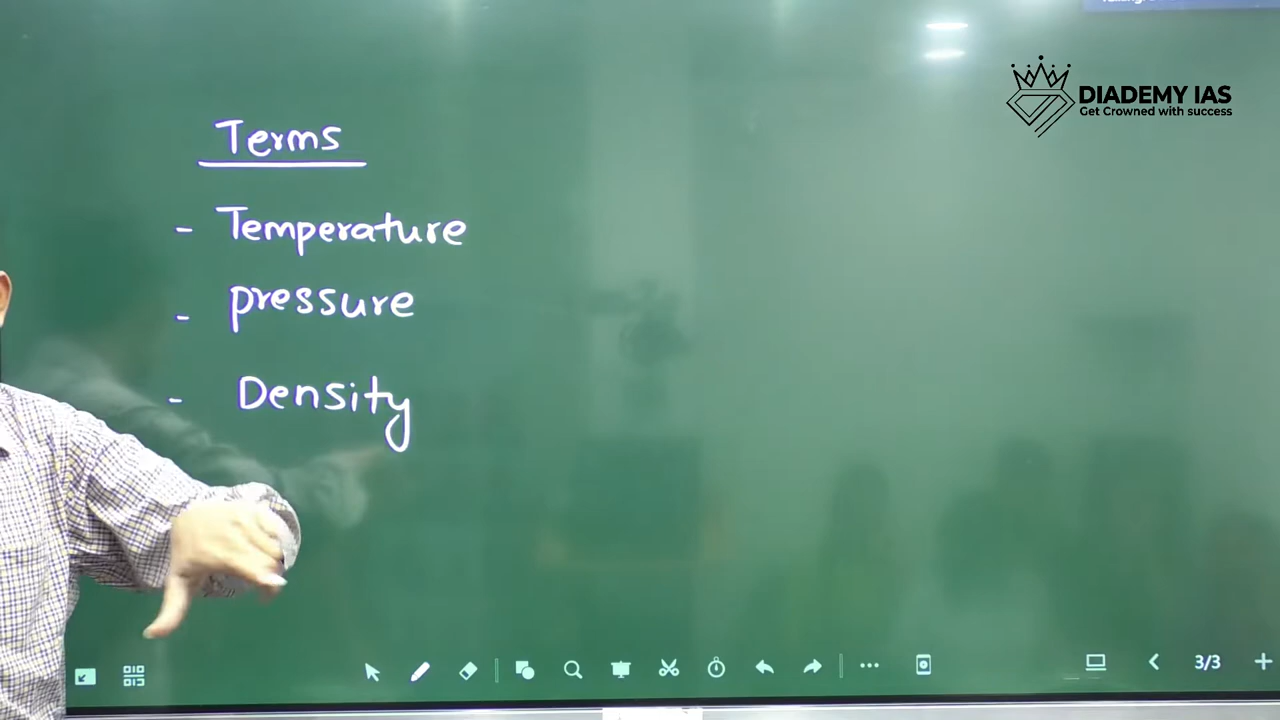 DIADEMY IAS
Get Crowned with success
Terms
- Temperature
- pressure
- Density
3/3